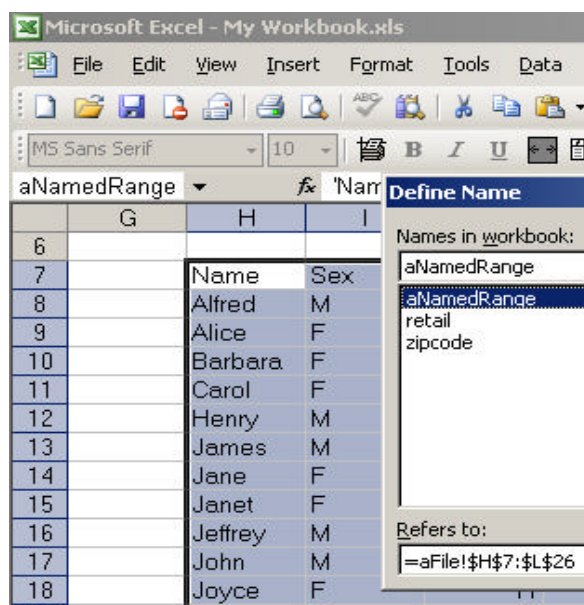 Microsoft Excel - My Workbook.xls
File Edit View Insert Format Tools Data
MS Sans Serif 10 B I U
aNamedRange fx 'Nam
Define Name
G H I
Names in workbook:
6
aNamedRange
7 Name Sex
8 Alfred M
aNamedRange
retail
9 Alice F
zipcode
10 Barbara F
11 Carol F
12 Henry M
13 James M
14 Jane F
15 Janet F
16 Jeffrey M
Refers to:
17 John M
=aFile!$H$7:$L$26
18 Joyce F